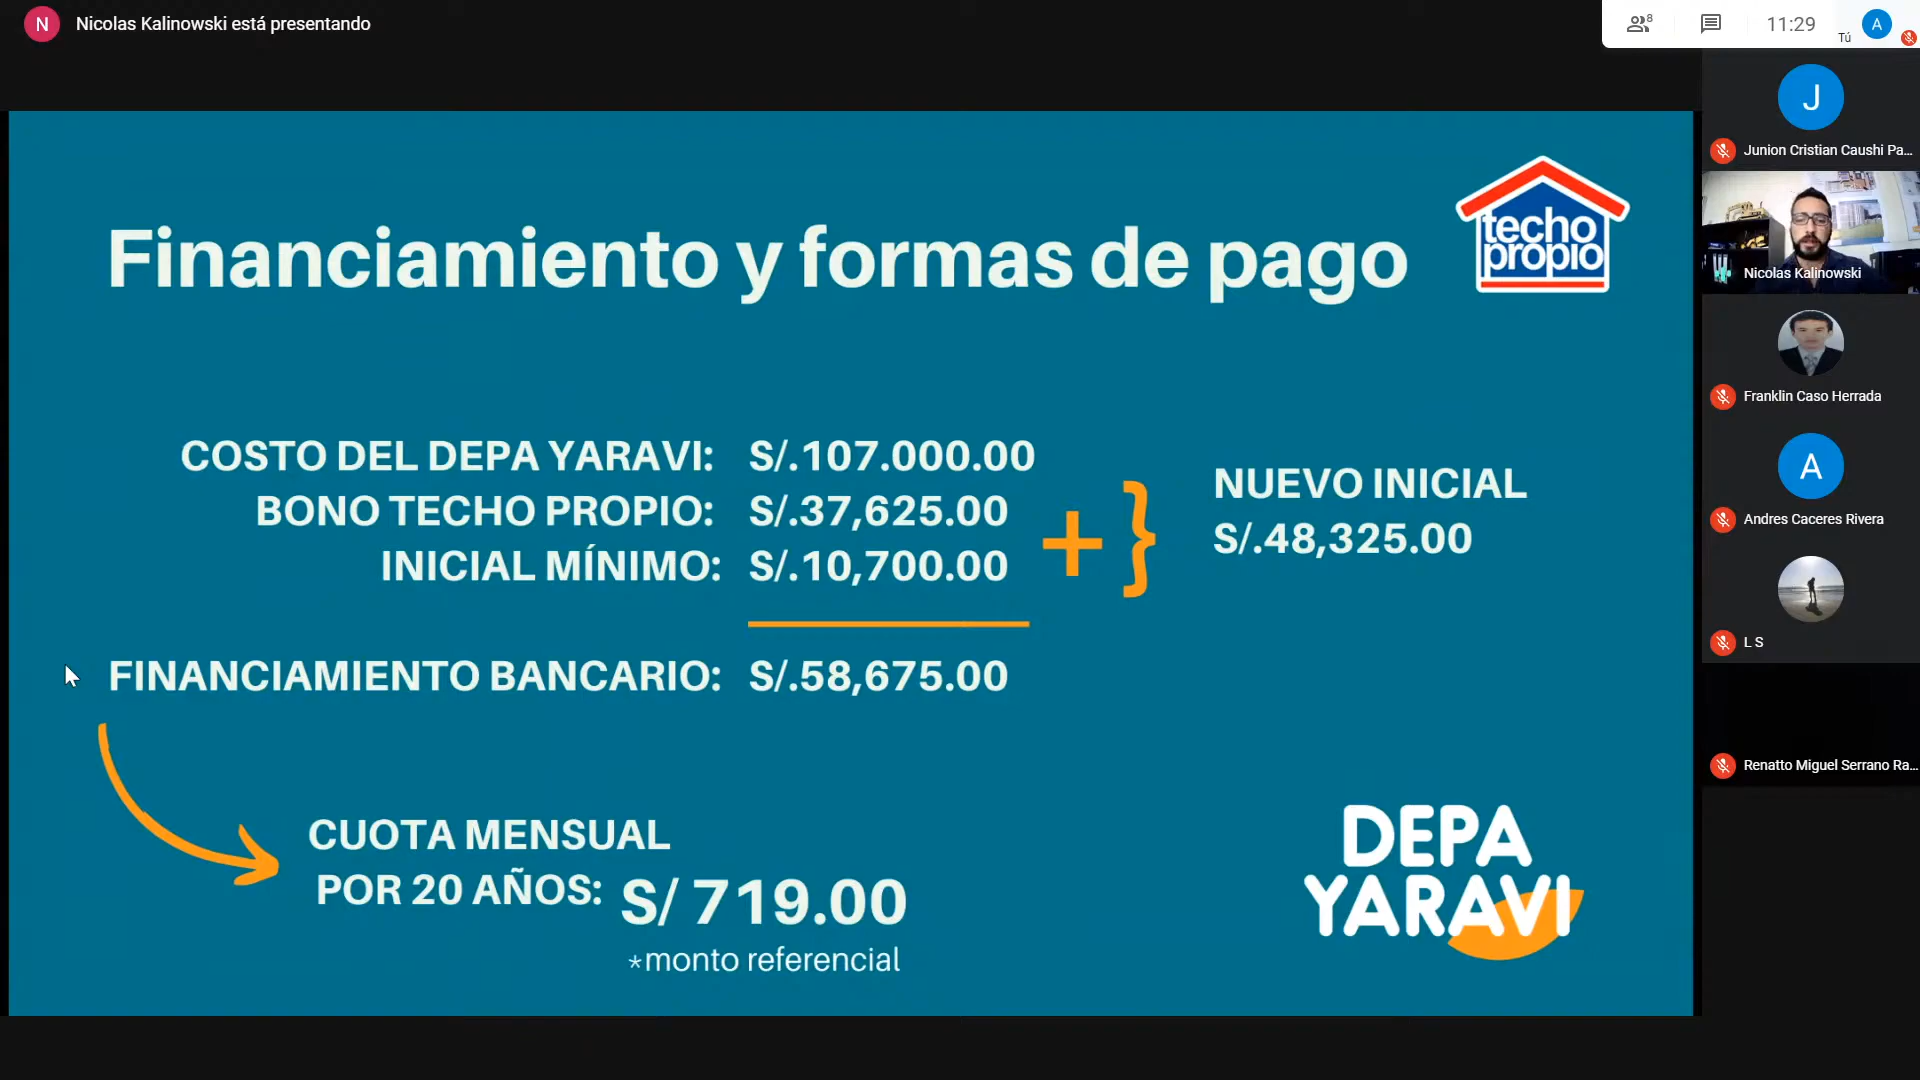 N
Nicolas Kalinowski está presentando
8
11:29
Tú
A
Financiamiento y formas de pago
techo
propio
COSTO DEL DEPA YARAVI: S/.107.000.00
BONO TECHO PROPIO: S/.37,625.00
INICIAL MÍNIMO: S/.10,700.00
+ }
NUEVO INICIAL
S/.48,325.00
FINANCIAMIENTO BANCARIO: S/.58,675.00
CUOTA MENSUAL
POR 20 AÑOS: S/ 719.00
*monto referencial
DEPA
YARAVI
J
Junion Cristian Caushi Pa...
Nicolas Kalinowski
Franklin Caso Herrada
A
Andres Caceres Rivera
L S
Renatto Miguel Serrano Ra...